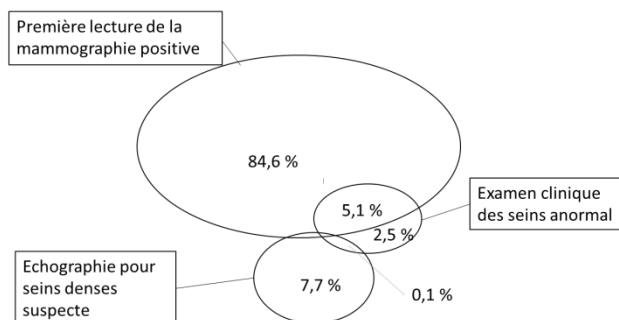 Première lecture de la
mammographie positive
84,6 %
5,1 %
Examen clinique
des seins anormal
2,5 %
Echographie pour
seins denses
suspecte
7,7 %
0,1 %